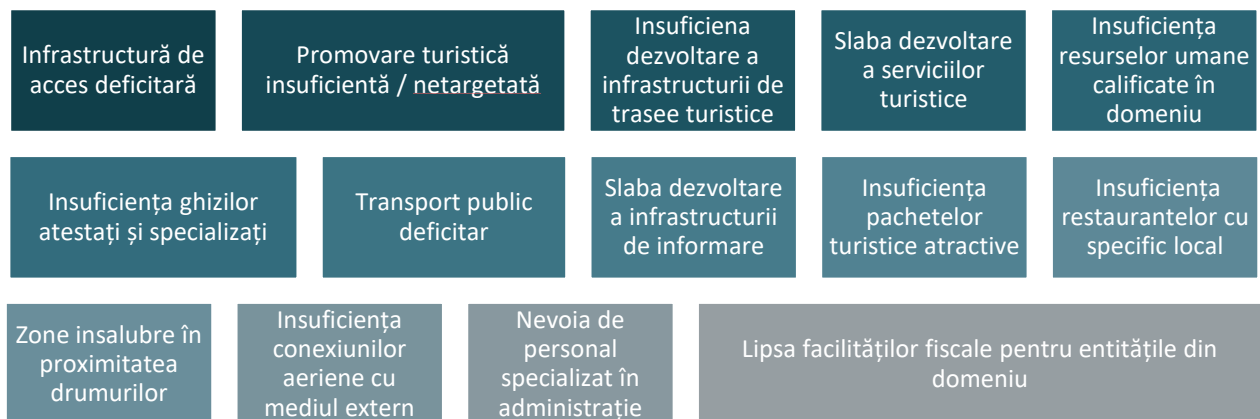 Infrastructură de
acces deficitară
Promovare turistică
insuficientă / netargetată
Insuficiena
dezvoltare a
infrastructurii de
trasee turistice
Slaba dezvoltare
a serviciilor
turistice
Insuficiența
resurselor umane
calificate în
domeniu
Insuficiența ghizilor
atestați și specializați
Transport public
deficitar
Slaba dezvoltare
a infrastructurii
de informare
Insuficiența
pachetelor
turistice atractive
Insuficiența
restaurantelor cu
specific local
Zone insalubre în
proximitatea
drumurilor
Insuficiența
conexiunilor
aeriene cu
mediul extern
Nevoia de
personal
specializat în
administrație
Lipsa facilităților fiscale pentru entitățile din
domeniu